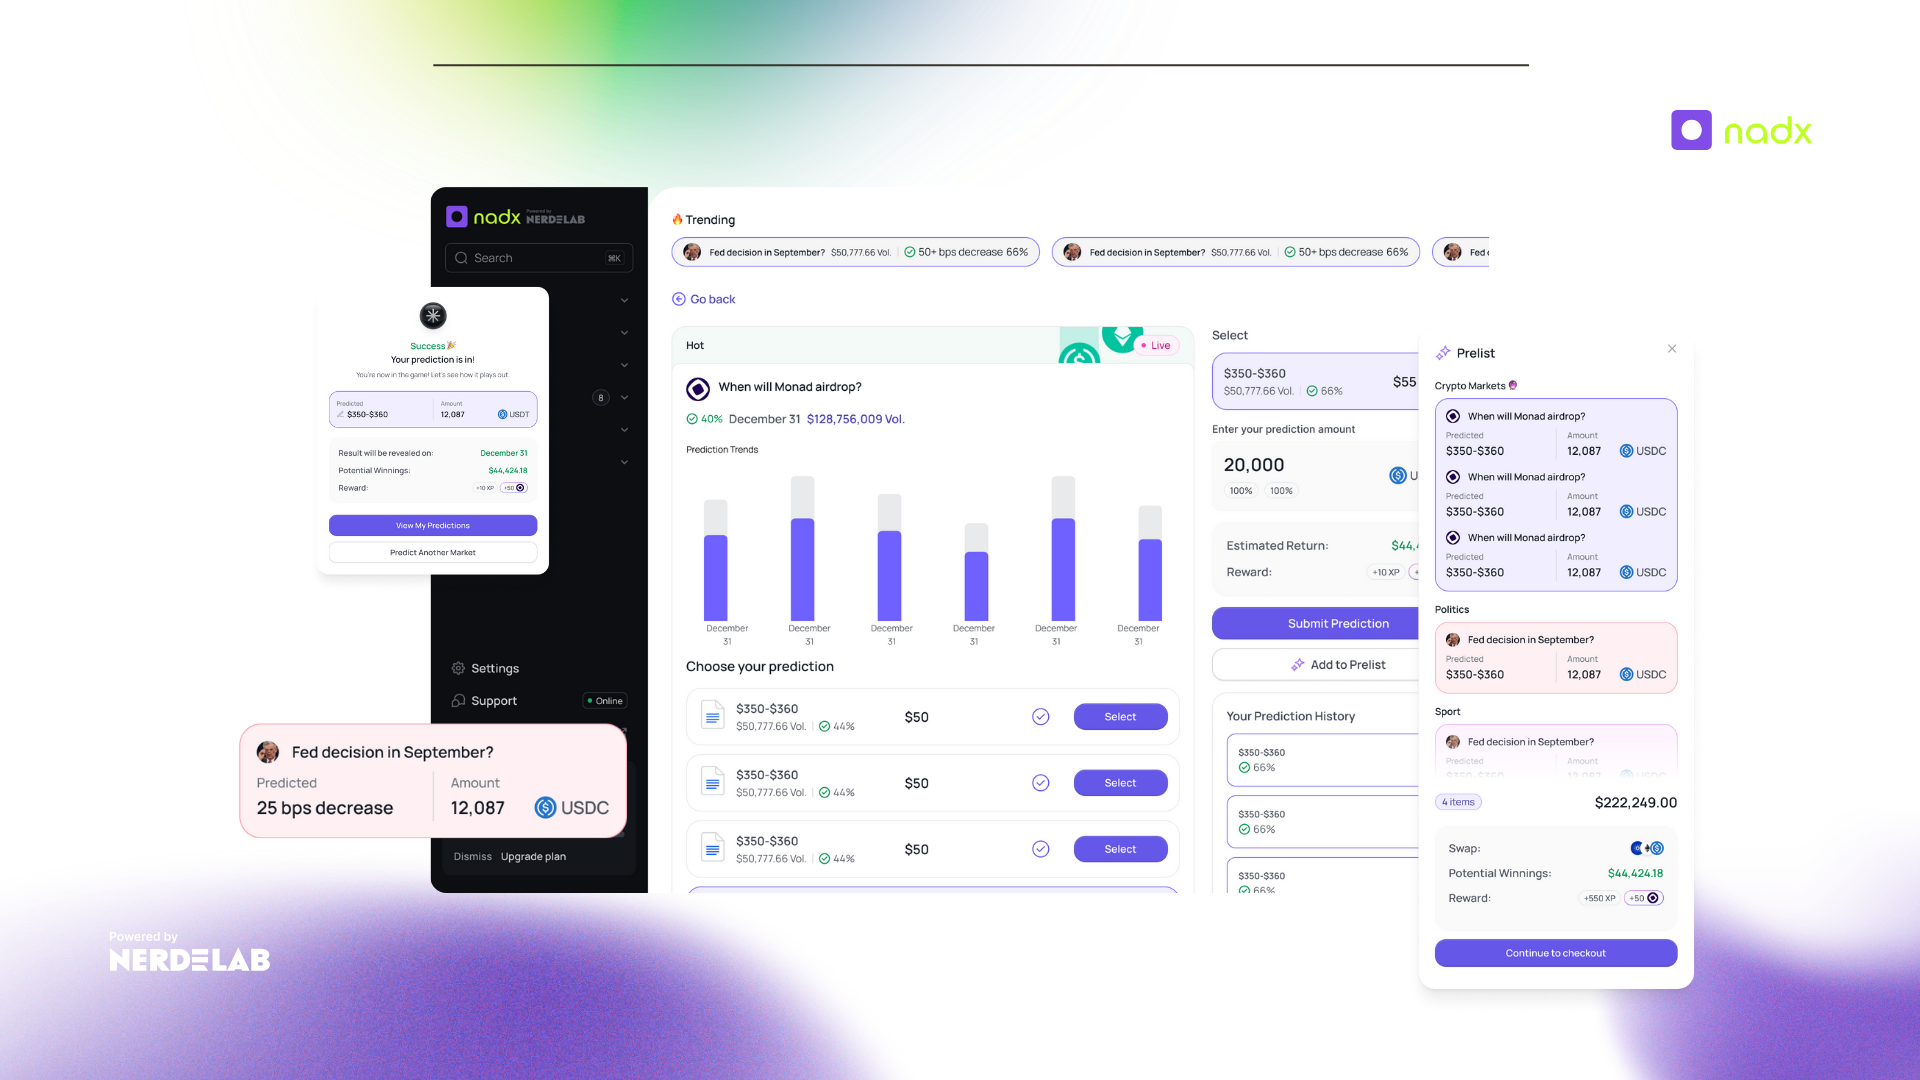 nadx
nadx
Powered by
NERDELAB
Search
⌘K
Success🎉
Your prediction is in!
You're now in the game! Let's see how it plays out.
Predicted
$350-$360
Amount
12,087
USDT
Result will be revealed on:
December 31
Potential Winnings:
$44,424.18
Reward:
+10 XP
+50
View My Predictions
Predict Another Market
8
Settings
Support
Online
Fed decision in September?
Predicted
25 bps decrease
Amount
12,087
USDC
Dismiss
Upgrade plan
🔥 Trending
Fed decision in September? $50,777.66 Vol. 50+ bps decrease 66%
Fed decision in September? $50,777.66 Vol. 50+ bps decrease 66%
Fed
Go back
Hot
Live
When will Monad airdrop?
40% December 31 $128,756,009 Vol.
Prediction Trends
December
31
December
31
December
31
December
31
December
31
December
31
Choose your prediction
$350-$360
$50,777.66 Vol. 44%
$50
Select
$350-$360
$50,777.66 Vol. 44%
$50
Select
$350-$360
$50,777.66 Vol. 44%
$50
Select
Select
$350-$360
$50,777.66 Vol. 66%
$55
Enter your prediction amount
20,000
100%
100%
U
Estimated Return:
$44,4
Reward:
+10 XP
+
Submit Prediction
Add to Prelist
Your Prediction History
$350-$360
66%
$350-$360
66%
$350-$360
66%
Prelist
Crypto Markets 🔮
When will Monad airdrop?
Predicted
$350-$360
Amount
12,087
USDC
When will Monad airdrop?
Predicted
$350-$360
Amount
12,087
USDC
When will Monad airdrop?
Predicted
$350-$360
Amount
12,087
USDC
Politics
Fed decision in September?
Predicted
$350-$360
Amount
12,087
USDC
Sport
Fed decision in September?
Predicted
$350-$360
Amount
12,087
USDC
4 items
$222,249.00
Swap:
Potential Winnings:
$44,424.18
Reward:
+550 XP
+50
Continue to checkout
Powered by
NERDELAB